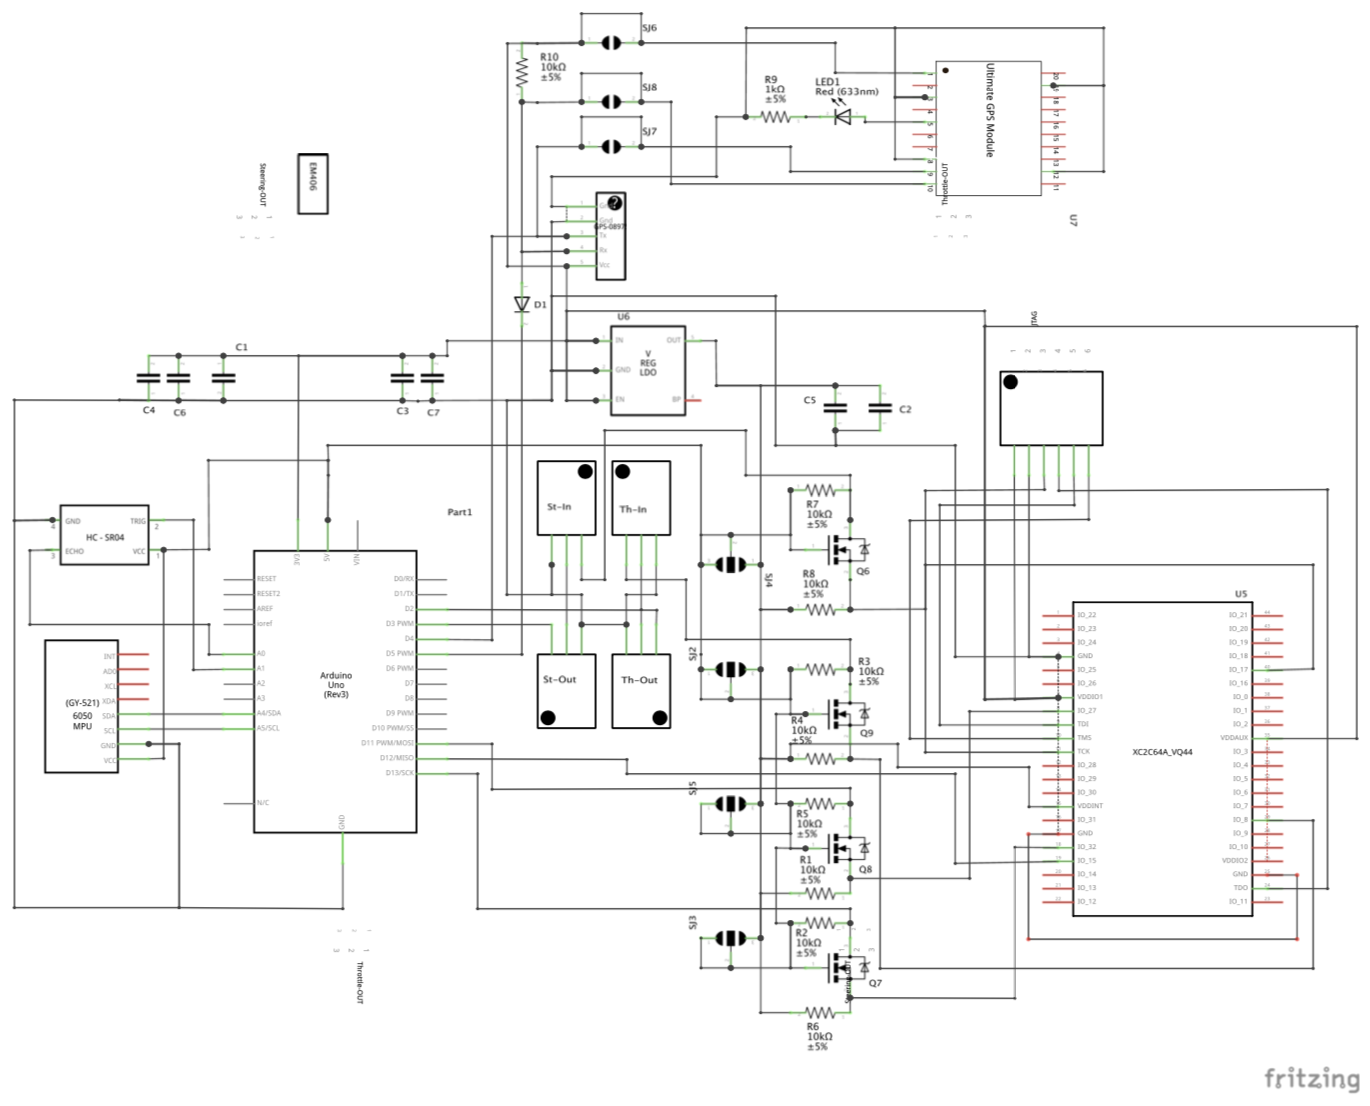 SJ6
R10
10kΩ
±5%
SJ8
SJ7
R9
1kΩ
±5%
LED1
Red (633nm)
Ultimate GPS Module
Throttle-OUT
U7
Steering-OUT
EM406
GPS-0897
Gnd
Tx
Rx
Vcc
D1
U6
IN
GND
EN
V
REG
LDO
OUT
BP
JTAG
1 2 3 4 5 6
C1
C4
C6
C3
C7
C5
C2
St-In
Th-In
St-Out
Th-Out
Part1
GND
ECHO
HC - SR04
TRIG
VCC
INT
AD0
XCL
XDA
SDA
SCL
GND
VCC
(GY-521)
6050
MPU
3V3
5V
VIN
RESET
RESET2
AREF
ioref
A0
A1
A2
A3
A4/SDA
A5/SCL
N/C
GND
Arduino
Uno
(Rev3)
D0/RX
D1/TX
D2
D3 PWM
D4
D5 PWM
D6 PWM
D7
D8
D9 PWM
D10 PWM/SS
D11 PWM/MOSI
D12/MISO
D13/SCK
Throttle-OUT
SJ4
SJ2
SJ5
SJ3
R7
10kΩ
±5%
Q6
R8
10kΩ
±5%
R3
10kΩ
±5%
Q9
R4
10kΩ
±5%
R5
10kΩ
±5%
Q8
R1
10kΩ
±5%
R2
10kΩ
±5%
Q7
Steering-OUT
R6
10kΩ
±5%
U5
XC2C64A_VQ44
IO_22
IO_23
IO_24
GND
IO_25
IO_26
VDDIO1
IO_27
TDI
TMS
TCK
IO_28
IO_29
IO_30
VDDINT
IO_31
GND
IO_32
IO_15
IO_14
IO_13
IO_12
IO_21
IO_20
IO_19
IO_18
IO_17
IO_16
IO_0
IO_1
IO_2
VDDAUX
IO_3
IO_4
IO_5
IO_6
IO_7
IO_8
IO_9
IO_10
VDDIO2
GND
TDO
IO_11
fritzing